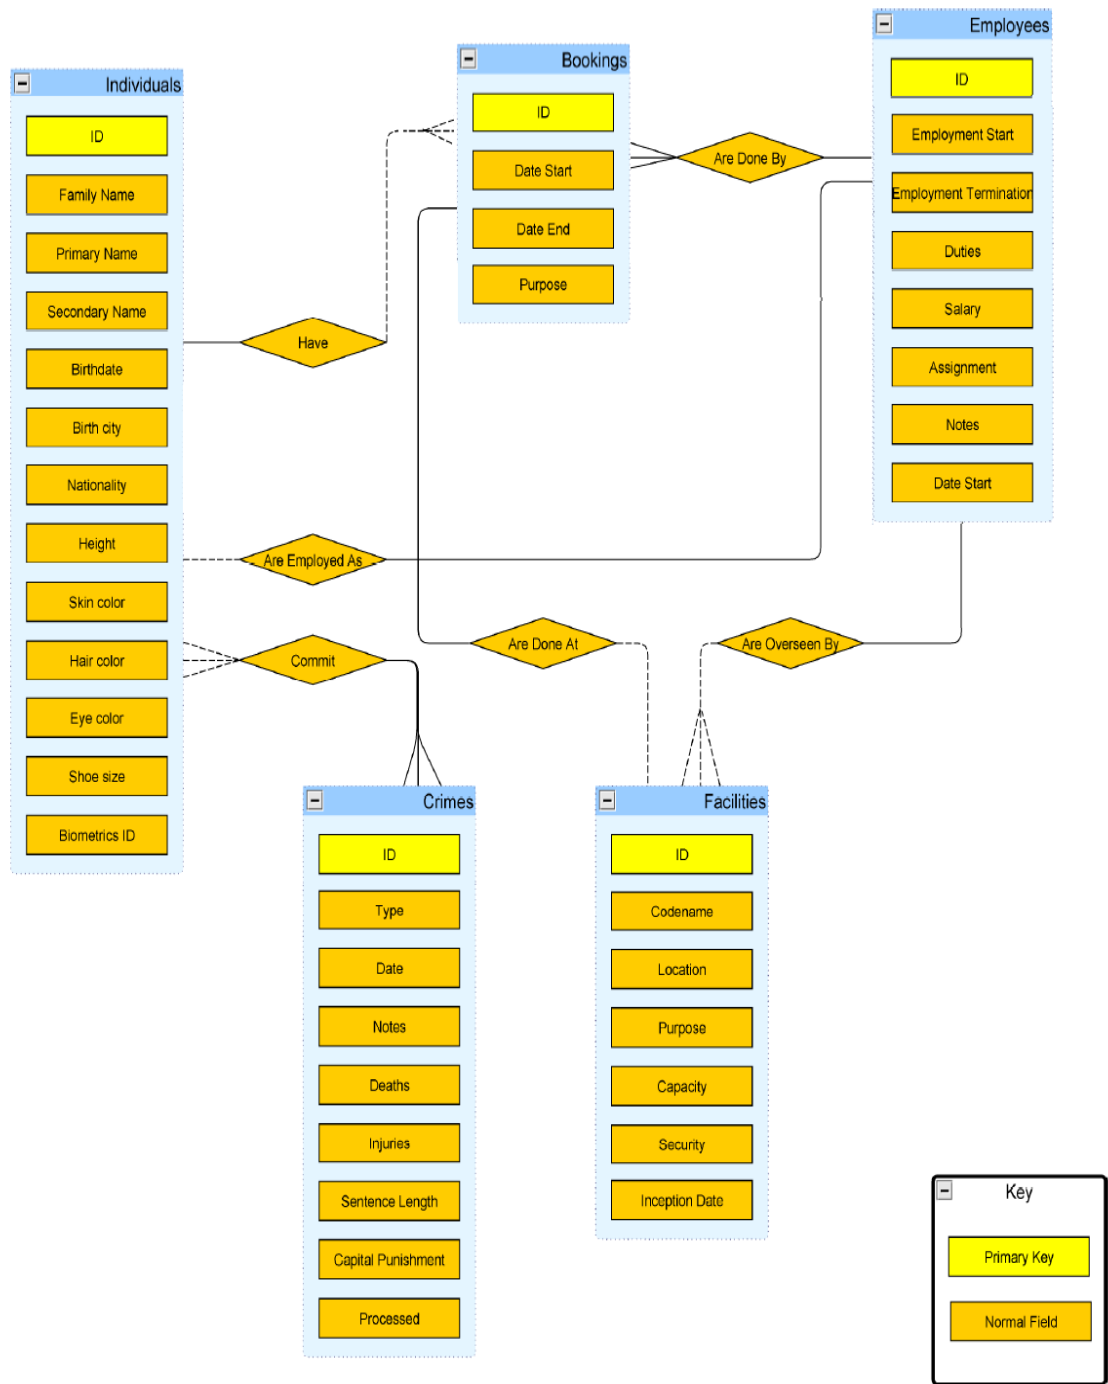 Individuals
ID
Family Name
Primary Name
Secondary Name
Birthdate
Birth city
Nationality
Height
Skin color
Hair color
Eye color
Shoe size
Biometrics ID
Bookings
ID
Date Start
Date End
Purpose
Employees
ID
Employment Start
Employment Termination
Duties
Salary
Assignment
Notes
Date Start
Are Done By
Have
Are Employed As
Commit
Are Done At
Are Overseen By
Crimes
ID
Type
Date
Notes
Deaths
Injuries
Sentence Length
Capital Punishment
Processed
Facilities
ID
Codename
Location
Purpose
Capacity
Security
Inception Date
Key
Primary Key
Normal Field